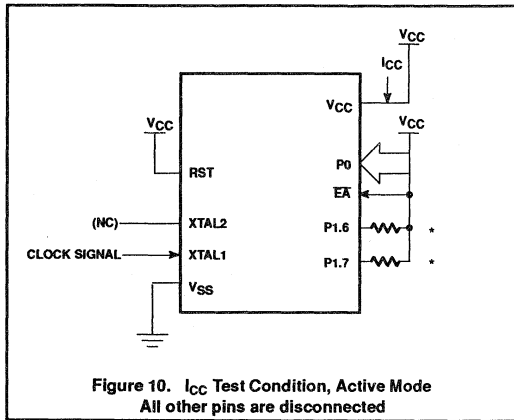 VCC
ICC
VCC
VCC
VCC
RST
P0
EA
(NC)
XTAL2
P1.6
*
CLOCK SIGNAL
XTAL1
P1.7
*
VSS
Figure 10. ICC Test Condition, Active Mode
All other pins are disconnected